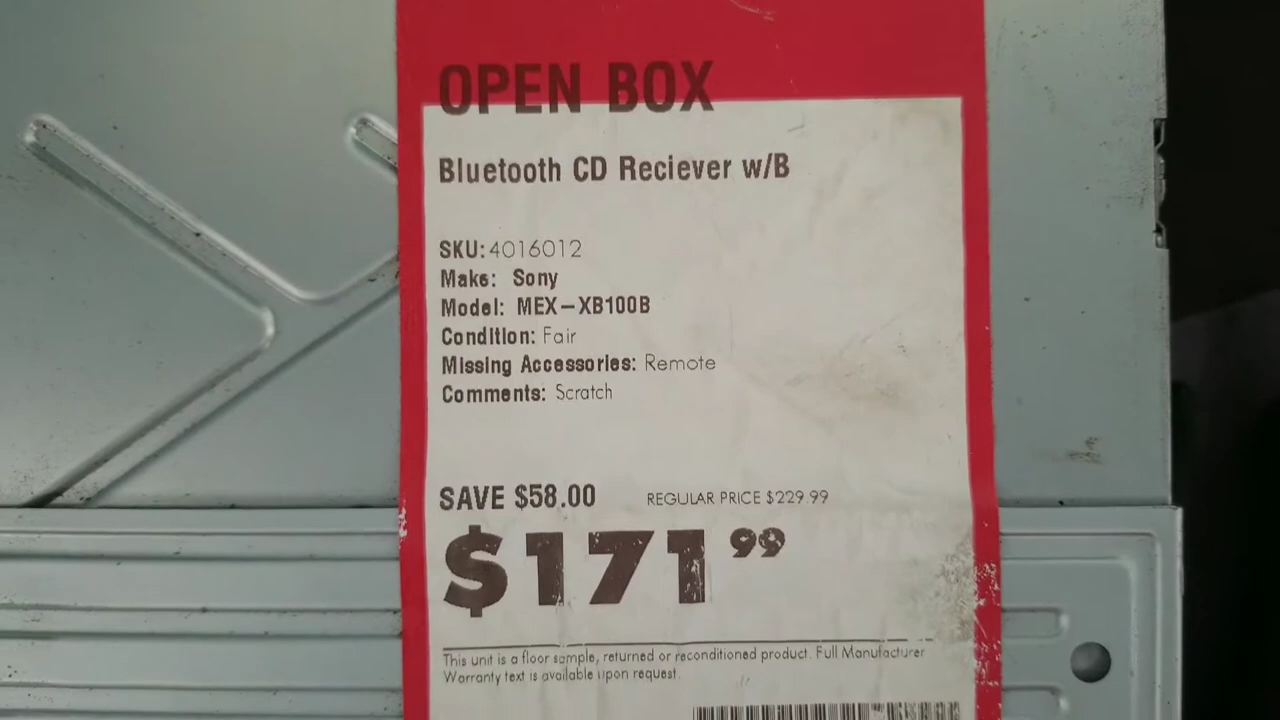 OPEN BOX
Bluetooth CD Reciever w/B
SKU: 4016012
Make: Sony
Model: MEX-XB100B
Condition: Fair
Missing Accessories: Remote
Comments: Scratch
SAVE $58.00 REGULAR PRICE $229.99
$171 99
This unit is a floor sample, returned or reconditioned product. Full Manufacturer
Warranty text is available upon request.